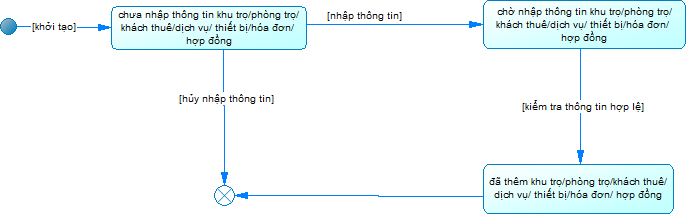 [khởi tạo]
chưa nhập thông tin khu trọ/phòng trọ/
khách thuê/dịch vụ/ thiết bị/hóa đơn/
hợp đồng
[nhập thông tin]
chờ nhập thông tin khu trọ/phòng trọ/
khách thuê/dịch vụ/ thiết bị/hóa đơn/
hợp đồng
[hủy nhập thông tin]
[kiểm tra thông tin hợp lệ]
đã thêm khu trọ/phòng trọ/khách thuê/
dịch vụ/ thiết bị/hóa đơn/ hợp đồng